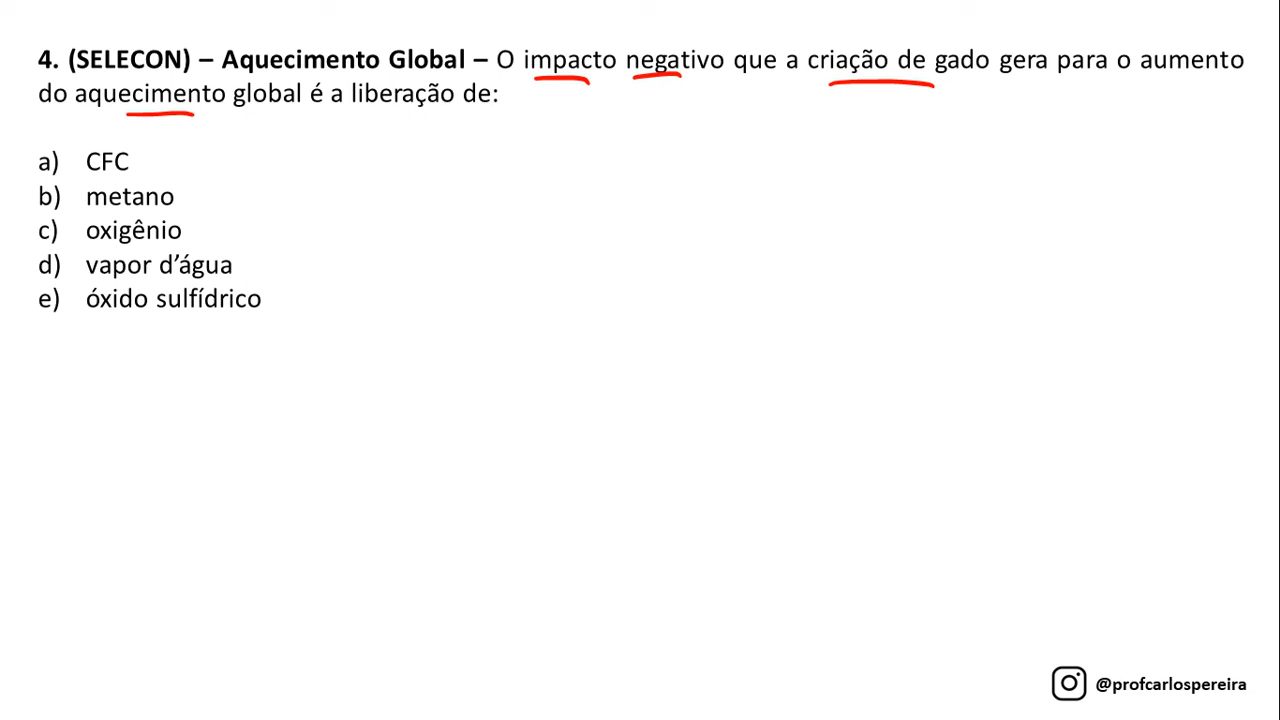 4. (SELECON) – Aquecimento Global – O impacto negativo que a criação de gado gera para o aumento
do aquecimento global é a liberação de:
a) CFC
b) metano
c) oxigênio
d) vapor d’água
e) óxido sulfídrico
@profcarlospereira